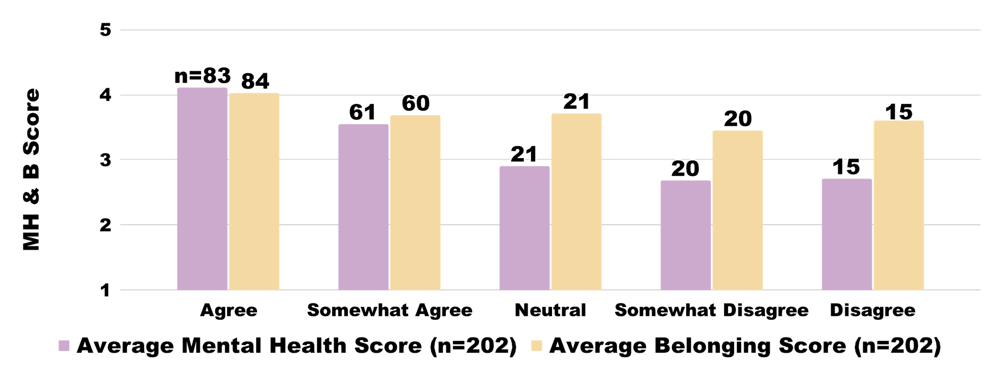 5
n=83
84
4
61
60
21
21
20
20
15
15
3
2
1
MH & B Score
Agree
Somewhat Agree
Neutral
Somewhat Disagree
Disagree
Average Mental Health Score (n=202)
Average Belonging Score (n=202)